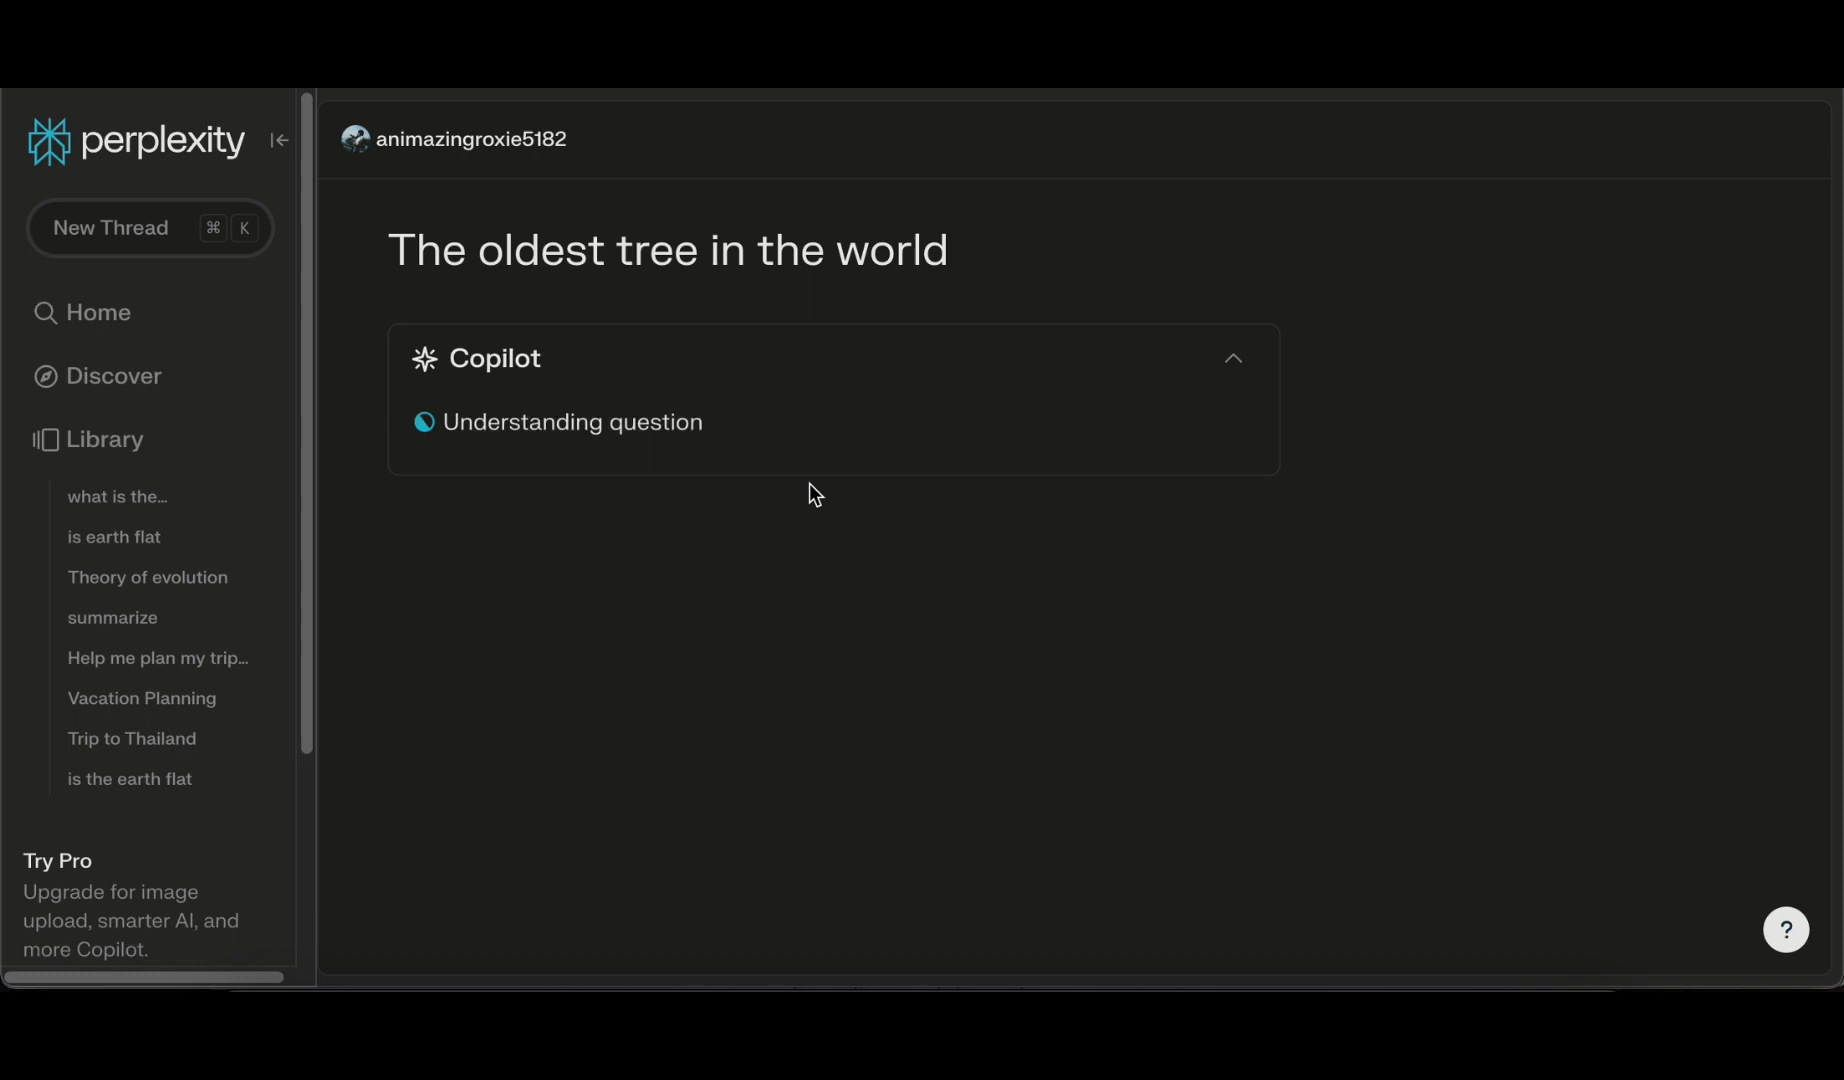 perplexity
New Thread ⌘ K
Home
Discover
Library
what is the...
is earth flat
Theory of evolution
summarize
Help me plan my trip...
Vacation Planning
Trip to Thailand
is the earth flat
Try Pro
Upgrade for image
upload, smarter AI, and
more Copilot.
animazingroxie5182
The oldest tree in the world
Copilot
Understanding question
?